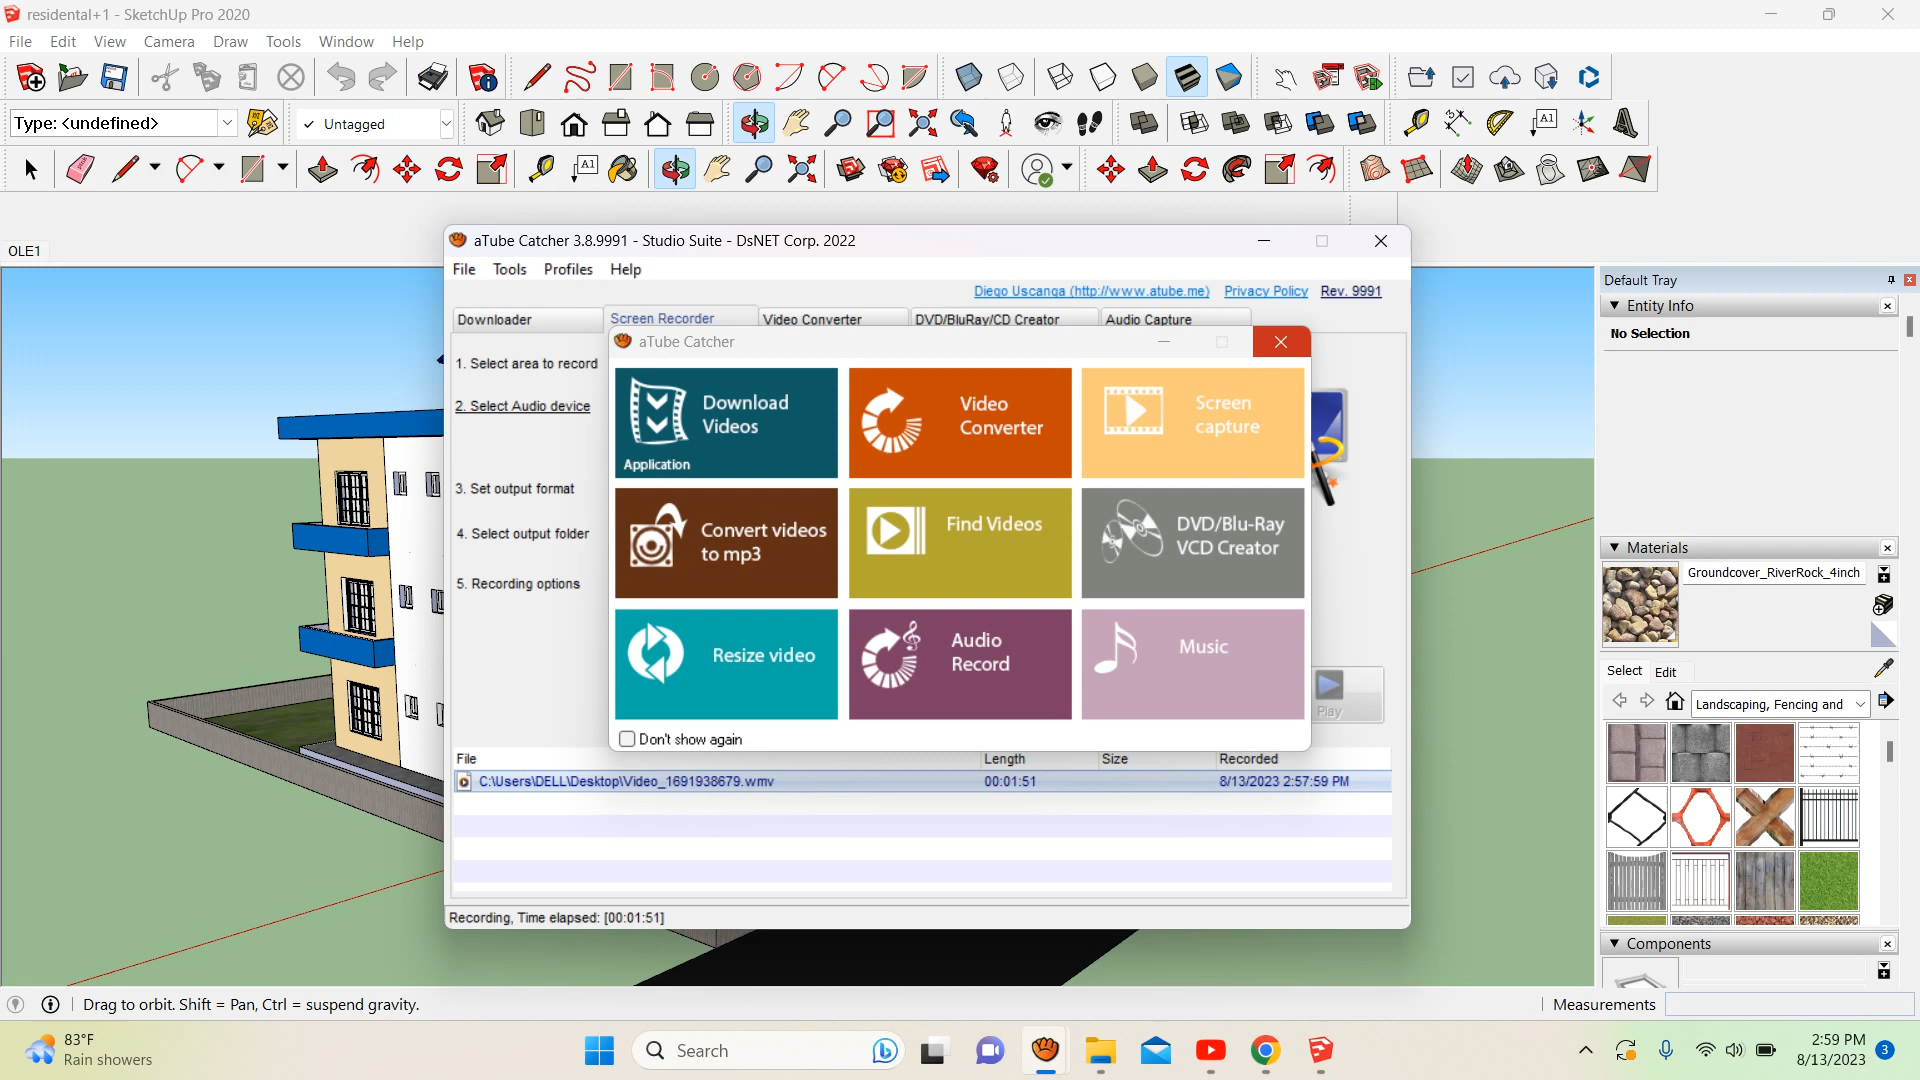 residental+1 - SketchUp Pro 2020
File Edit View Camera Draw Tools Window Help
Type: <undefined>
Untagged
A1
A1
OLE1
aTube Catcher 3.8.9991 - Studio Suite - DsNET Corp. 2022
File Tools Profiles Help
Diego Uscanga (http://www.atube.me) Privacy Policy Rev. 9991
Downloader Screen Recorder Video Converter DVD/BluRay/CD Creator Audio Capture
aTube Catcher
1. Select area to record
2. Select Audio device
3. Set output format
4. Select output folder
5. Recording options
Download
Videos
Application
Video
Converter
Screen
capture
Convert videos
to mp3
Find Videos
DVD/Blu-Ray
VCD Creator
Resize video
Audio
Record
Music
Play
Don't show again
File Length Size Recorded
C:\Users\DELL\Desktop\Video_1691938679.wmv 00:01:51 8/13/2023 2:57:59 PM
Recording, Time elapsed: [00:01:51]
Default Tray
Entity Info
No Selection
Materials
Groundcover_RiverRock_4inch
Select Edit
Landscaping, Fencing and
Components
Drag to orbit. Shift = Pan, Ctrl = suspend gravity.
Measurements
83°F
Rain showers
Search
2:59 PM
8/13/2023
3